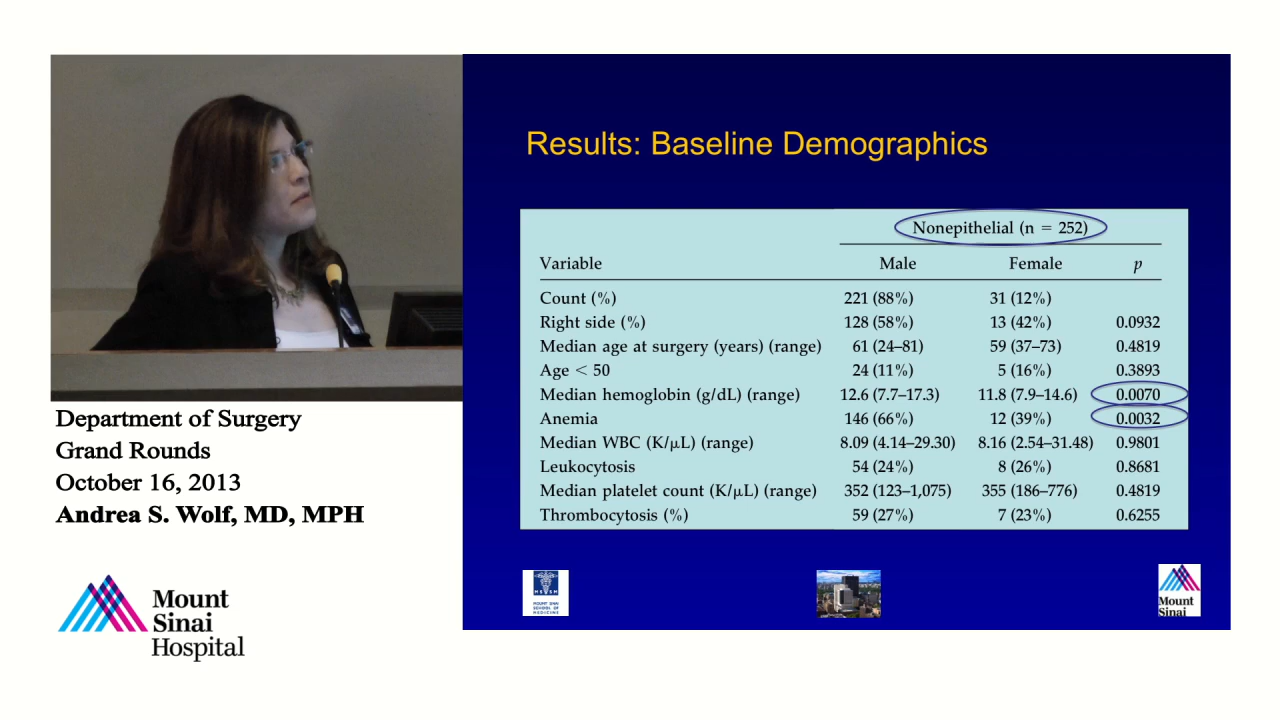 Results: Baseline Demographics
Nonepithelial (n = 252)
Variable Male Female p
Count (%) 221 (88%) 31 (12%)
Right side (%) 128 (58%) 13 (42%) 0.0932
Median age at surgery (years) (range) 61 (24–81) 59 (37–73) 0.4819
Age < 50 24 (11%) 5 (16%) 0.3893
Median hemoglobin (g/dL) (range) 12.6 (7.7–17.3) 11.8 (7.9–14.6) 0.0070
Anemia 146 (66%) 12 (39%) 0.0032
Median WBC (K/μL) (range) 8.09 (4.14–29.30) 8.16 (2.54–31.48) 0.9801
Leukocytosis 54 (24%) 8 (26%) 0.8681
Median platelet count (K/μL) (range) 352 (123–1,075) 355 (186–776) 0.4819
Thrombocytosis (%) 59 (27%) 7 (23%) 0.6255
Department of Surgery
Grand Rounds
October 16, 2013
Andrea S. Wolf, MD, MPH
Mount
Sinai
Hospital
MOUNT SINAI
SCHOOL OF
MEDICINE
Mount
Sinai